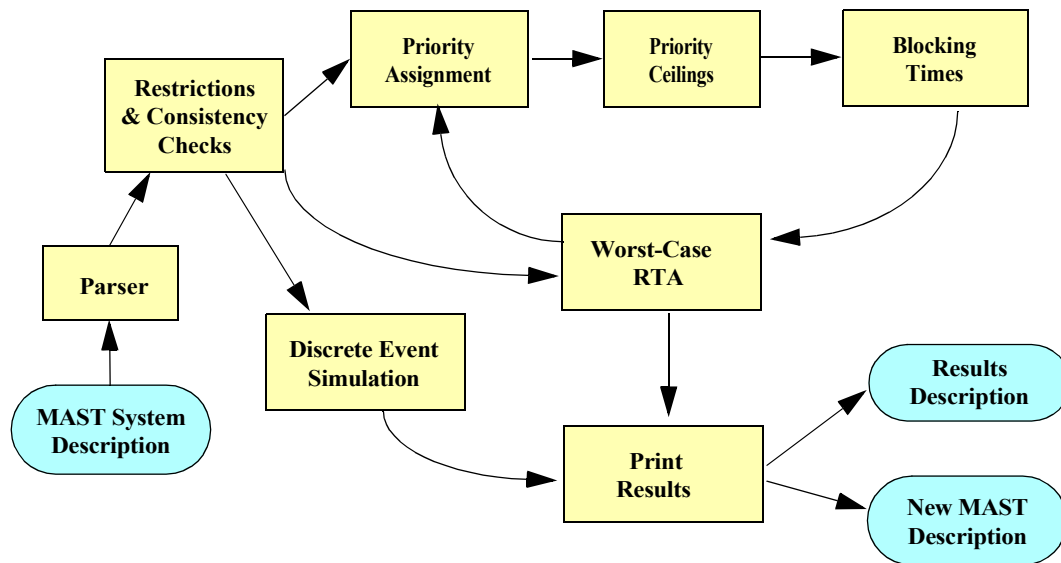 Priority
Assignment
Priority
Ceilings
Blocking
Times
Restrictions
& Consistency
Checks
Worst-Case
RTA
Parser
Discrete Event
Simulation
Results
Description
MAST System
Description
Print
Results
New MAST
Description